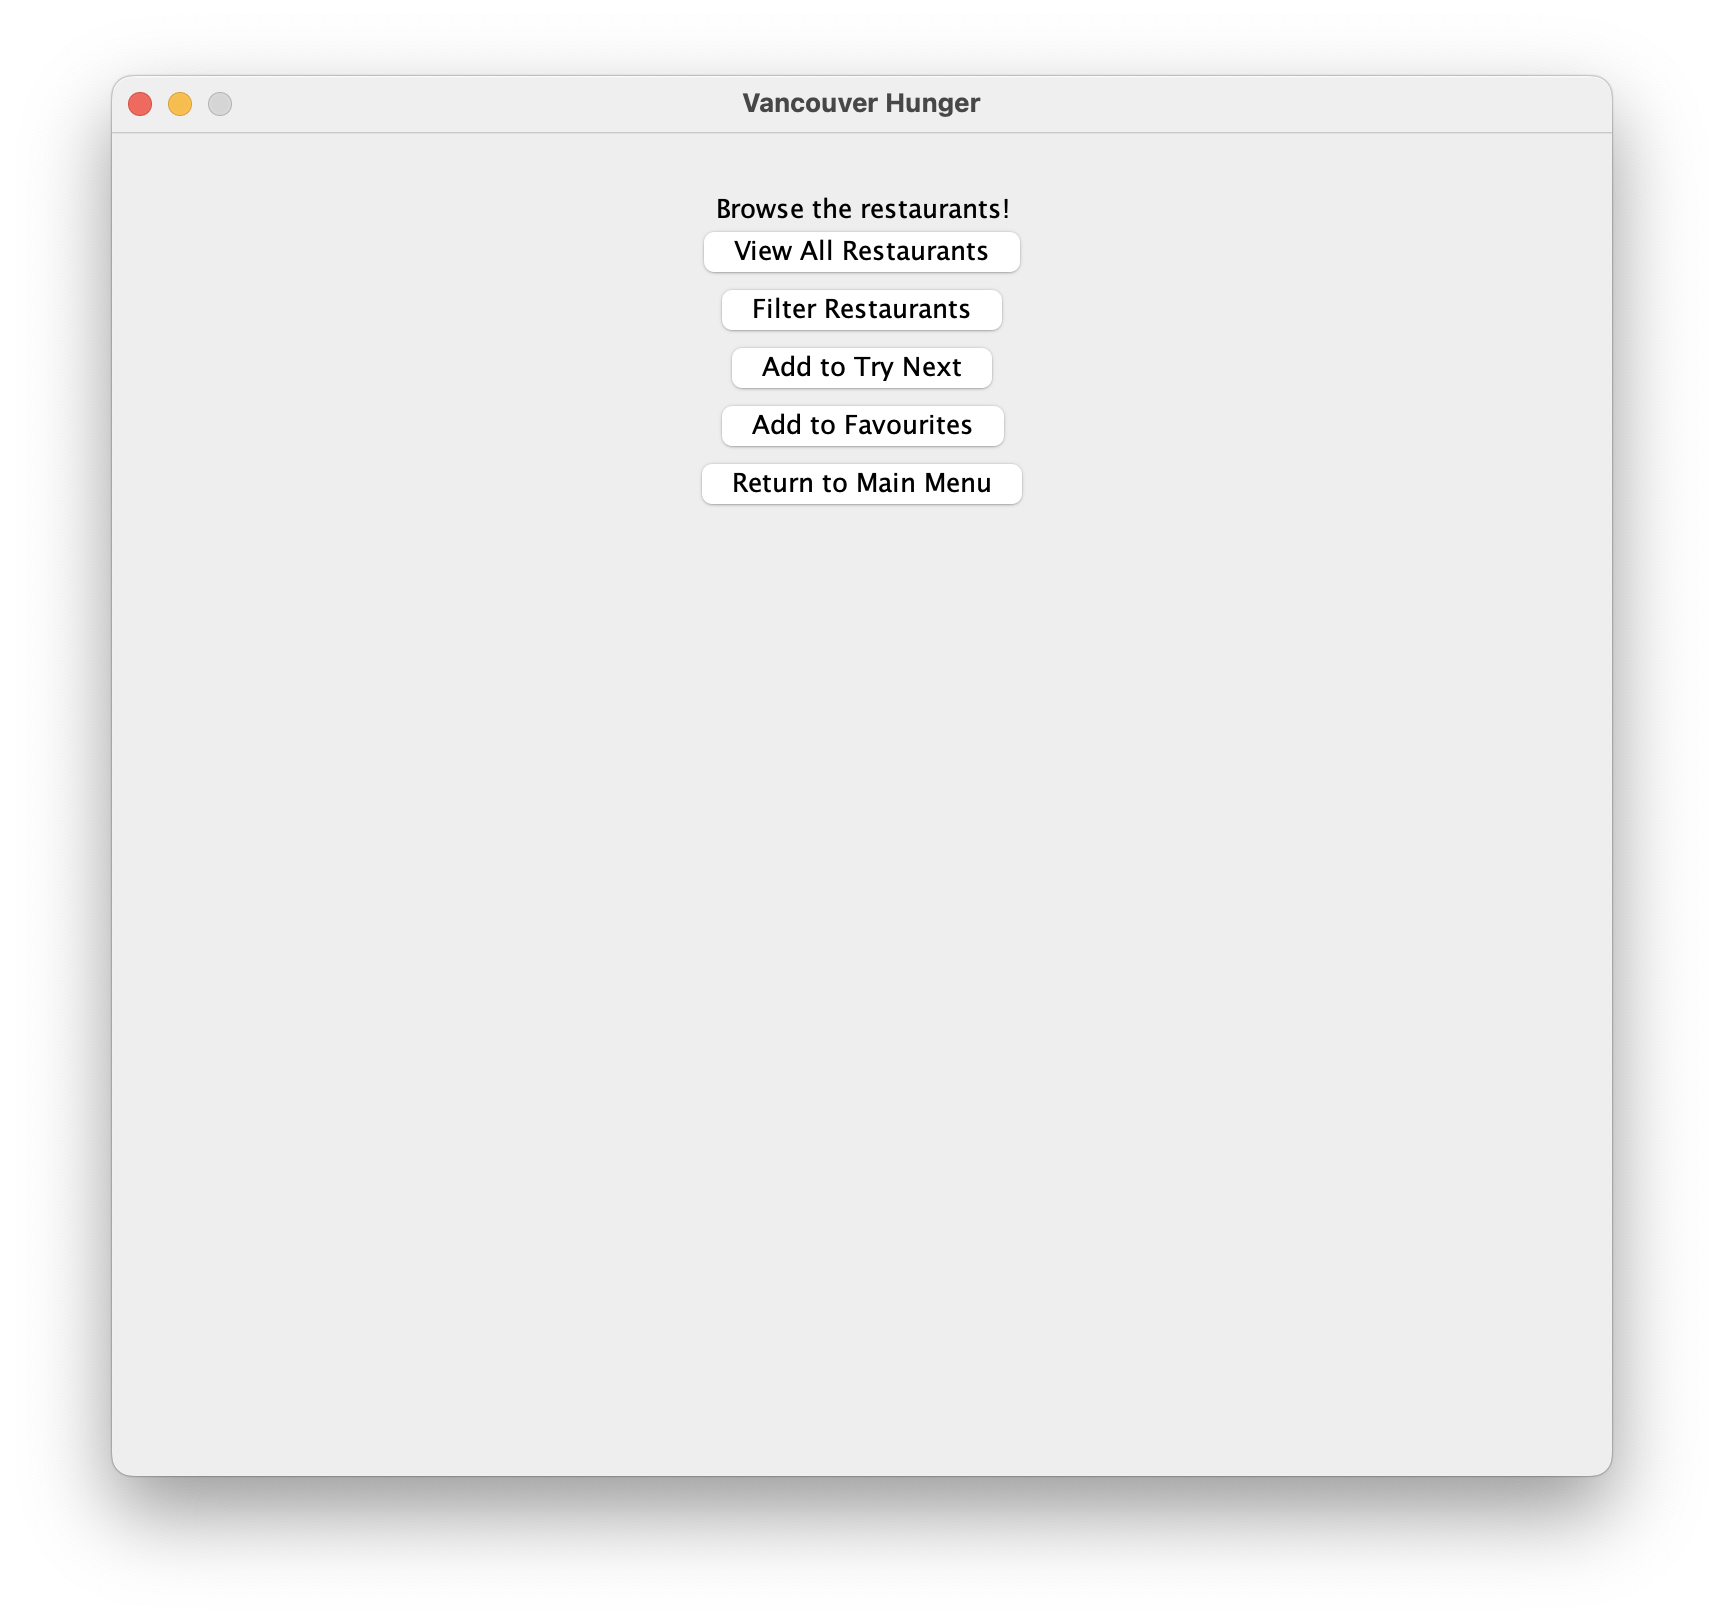 Vancouver Hunger
Browse the restaurants!
View All Restaurants
Filter Restaurants
Add to Try Next
Add to Favourites
Return to Main Menu